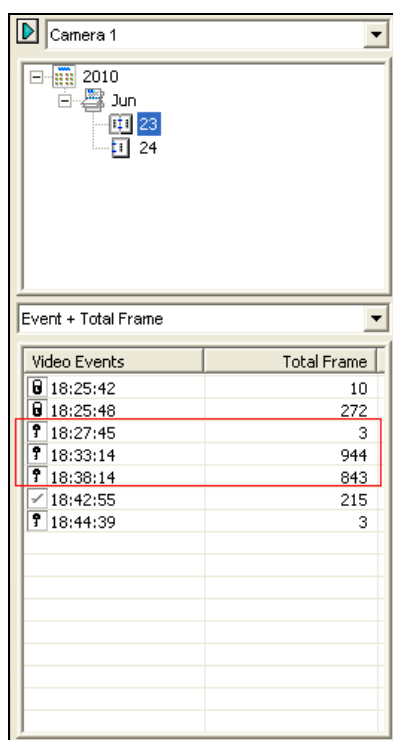 Camera 1
2010
Jun
23
24
Event + Total Frame
Video Events Total Frame
18:25:42 10
18:25:48 272
18:27:45 3
18:33:14 944
18:38:14 843
18:42:55 215
18:44:39 3